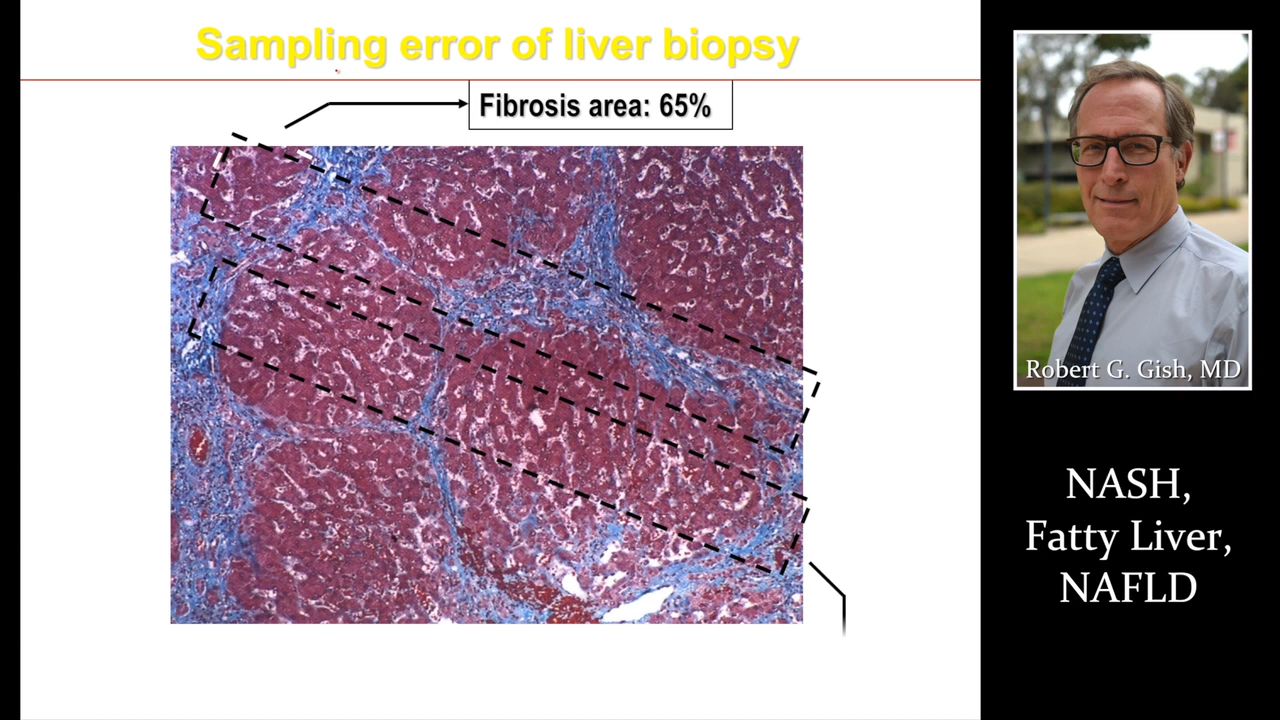 Sampling error of liver biopsy
Fibrosis area: 65%
Robert G. Gish, MD
NASH,
Fatty Liver,
NAFLD